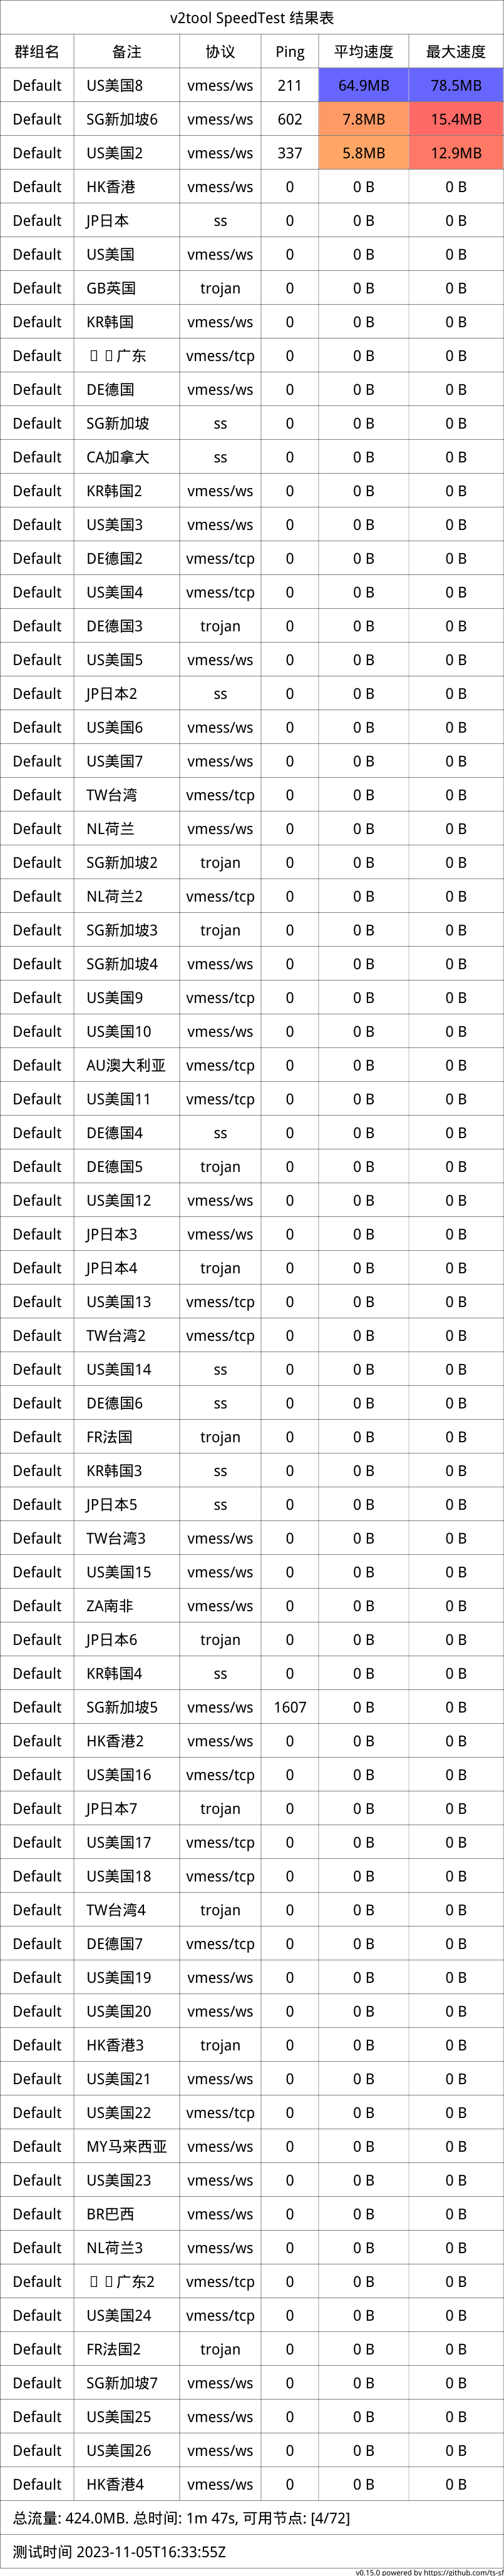 v2tool SpeedTest 结果表
群组名 备注 协议 Ping 平均速度 最大速度
Default US美国8 vmess/ws 211 64.9MB 78.5MB
Default SG新加坡6 vmess/ws 602 7.8MB 15.4MB
Default US美国2 vmess/ws 337 5.8MB 12.9MB
Default HK香港 vmess/ws 0 0 B 0 B
Default JP日本 ss 0 0 B 0 B
Default US美国 vmess/ws 0 0 B 0 B
Default GB英国 trojan 0 0 B 0 B
Default KR韩国 vmess/ws 0 0 B 0 B
Default 广东 vmess/tcp 0 0 B 0 B
Default DE德国 vmess/ws 0 0 B 0 B
Default SG新加坡 ss 0 0 B 0 B
Default CA加拿大 ss 0 0 B 0 B
Default KR韩国2 vmess/ws 0 0 B 0 B
Default US美国3 vmess/ws 0 0 B 0 B
Default DE德国2 vmess/tcp 0 0 B 0 B
Default US美国4 vmess/tcp 0 0 B 0 B
Default DE德国3 trojan 0 0 B 0 B
Default US美国5 vmess/ws 0 0 B 0 B
Default JP日本2 ss 0 0 B 0 B
Default US美国6 vmess/ws 0 0 B 0 B
Default US美国7 vmess/ws 0 0 B 0 B
Default TW台湾 vmess/tcp 0 0 B 0 B
Default NL荷兰 vmess/ws 0 0 B 0 B
Default SG新加坡2 trojan 0 0 B 0 B
Default NL荷兰2 vmess/tcp 0 0 B 0 B
Default SG新加坡3 trojan 0 0 B 0 B
Default SG新加坡4 vmess/ws 0 0 B 0 B
Default US美国9 vmess/tcp 0 0 B 0 B
Default US美国10 vmess/ws 0 0 B 0 B
Default AU澳大利亚 vmess/tcp 0 0 B 0 B
Default US美国11 vmess/tcp 0 0 B 0 B
Default DE德国4 ss 0 0 B 0 B
Default DE德国5 trojan 0 0 B 0 B
Default US美国12 vmess/ws 0 0 B 0 B
Default JP日本3 vmess/ws 0 0 B 0 B
Default JP日本4 trojan 0 0 B 0 B
Default US美国13 vmess/tcp 0 0 B 0 B
Default TW台湾2 vmess/tcp 0 0 B 0 B
Default US美国14 ss 0 0 B 0 B
Default DE德国6 ss 0 0 B 0 B
Default FR法国 trojan 0 0 B 0 B
Default KR韩国3 ss 0 0 B 0 B
Default JP日本5 ss 0 0 B 0 B
Default TW台湾3 vmess/ws 0 0 B 0 B
Default US美国15 vmess/ws 0 0 B 0 B
Default ZA南非 vmess/ws 0 0 B 0 B
Default JP日本6 trojan 0 0 B 0 B
Default KR韩国4 ss 0 0 B 0 B
Default SG新加坡5 vmess/ws 1607 0 B 0 B
Default HK香港2 vmess/ws 0 0 B 0 B
Default US美国16 vmess/tcp 0 0 B 0 B
Default JP日本7 trojan 0 0 B 0 B
Default US美国17 vmess/tcp 0 0 B 0 B
Default US美国18 vmess/tcp 0 0 B 0 B
Default TW台湾4 trojan 0 0 B 0 B
Default DE德国7 vmess/tcp 0 0 B 0 B
Default US美国19 vmess/ws 0 0 B 0 B
Default US美国20 vmess/ws 0 0 B 0 B
Default HK香港3 trojan 0 0 B 0 B
Default US美国21 vmess/ws 0 0 B 0 B
Default US美国22 vmess/tcp 0 0 B 0 B
Default MY马来西亚 vmess/ws 0 0 B 0 B
Default US美国23 vmess/ws 0 0 B 0 B
Default BR巴西 vmess/ws 0 0 B 0 B
Default NL荷兰3 vmess/ws 0 0 B 0 B
Default 广东2 vmess/tcp 0 0 B 0 B
Default US美国24 vmess/tcp 0 0 B 0 B
Default FR法国2 trojan 0 0 B 0 B
Default SG新加坡7 vmess/ws 0 0 B 0 B
Default US美国25 vmess/ws 0 0 B 0 B
Default US美国26 vmess/ws 0 0 B 0 B
Default HK香港4 vmess/ws 0 0 B 0 B
总流量: 424.0MB. 总时间: 1m 47s, 可用节点: [4/72]
测试时间 2023-11-05T16:33:55Z
v0.15.0 powered by https://github.com/ts-sf